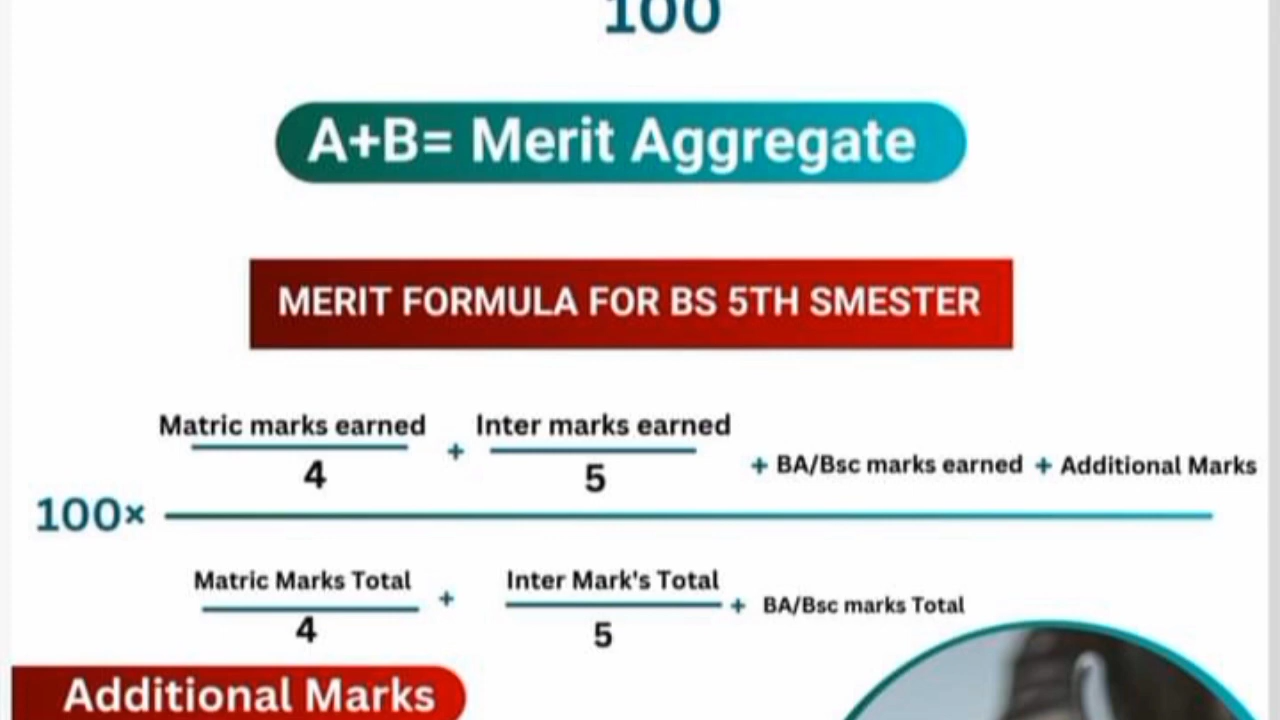 100
A+B= Merit Aggregate
MERIT FORMULA FOR BS 5TH SMESTER
Matric marks earned + Inter marks earned + BA/Bsc marks earned + Additional Marks
4 5
100×
Matric Marks Total + Inter Mark's Total + BA/Bsc marks Total
4 5
Additional Marks